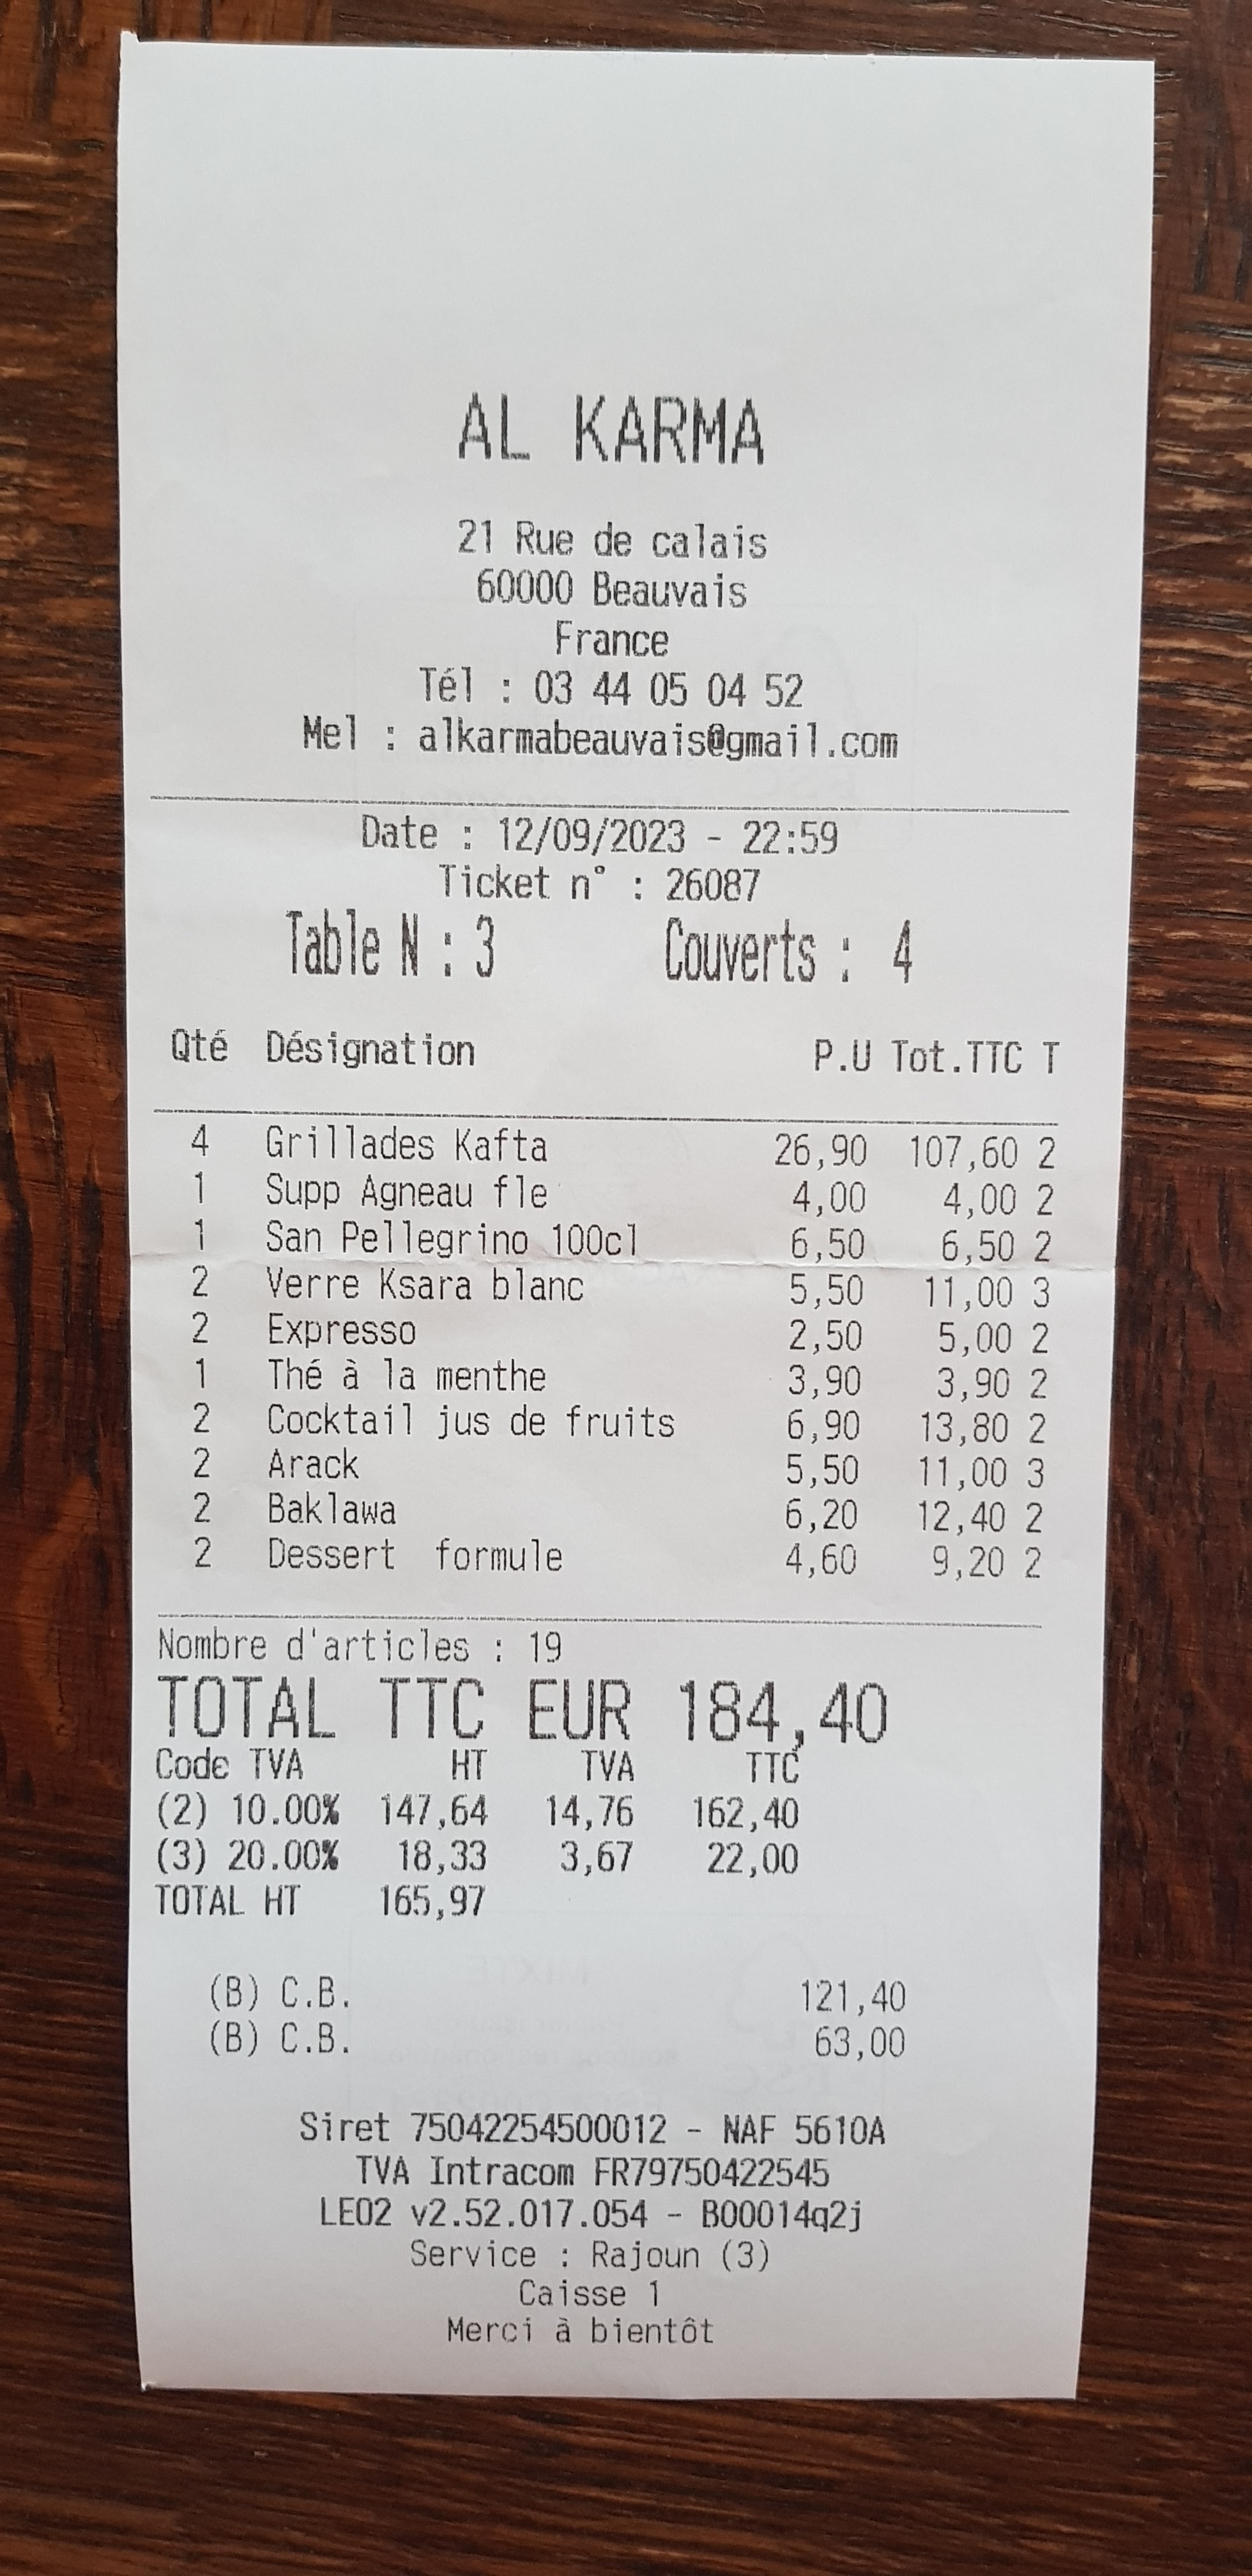 AL KARMA
21 Rue de calais
60000 Beauvais
France
Tél : 03 44 05 04 52
Mel : alkarmabeauvais@gmail.com
Date : 12/09/2023 - 22:59
Ticket n° : 26087
Table N : 3 Couverts : 4
Qté Désignation P.U Tot.TTC T
4 Grillades Kafta 26,90 107,60 2
1 Supp Agneau fle 4,00 4,00 2
1 San Pellegrino 100cl 6,50 6,50 2
2 Verre Ksara blanc 5,50 11,00 3
2 Expresso 2,50 5,00 2
1 Thé à la menthe 3,90 3,90 2
2 Cocktail jus de fruits 6,90 13,80 2
2 Arack 5,50 11,00 3
2 Baklawa 6,20 12,40 2
2 Dessert formule 4,60 9,20 2
Nombre d'articles : 19
TOTAL TTC EUR 184,40
Code TVA HT TVA TTC
(2) 10.00% 147,64 14,76 162,40
(3) 20.00% 18,33 3,67 22,00
TOTAL HT 165,97
(B) C.B. 121,40
(B) C.B. 63,00
Siret 75042254500012 - NAF 5610A
TVA Intracom FR79750422545
LEO2 v2.52.017.054 - B00014q2j
Service : Rajoun (3)
Caisse 1
Merci à bientôt